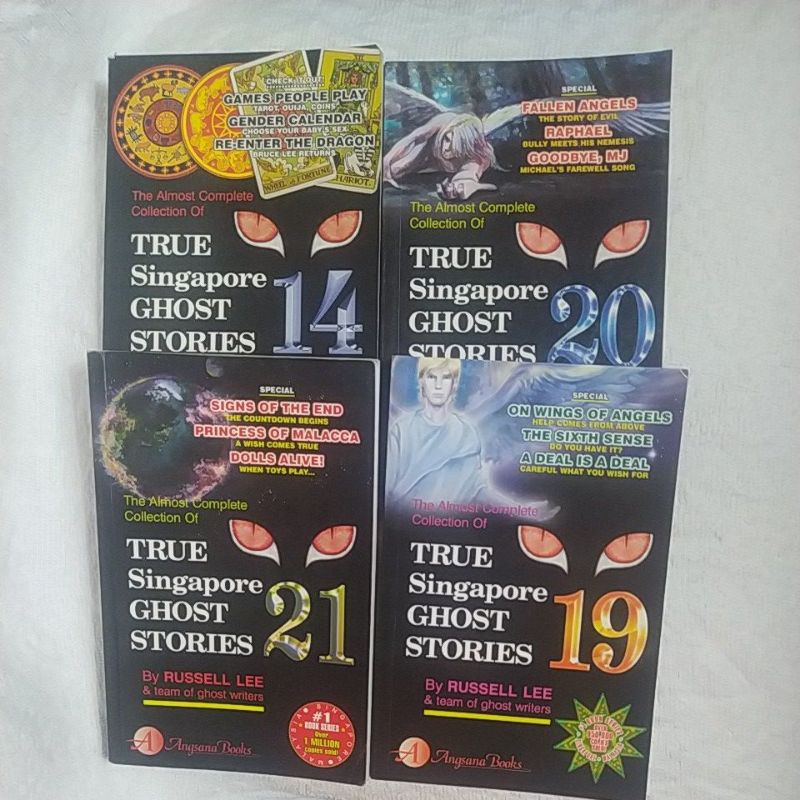 CHECK IT OUT!
GAMES PEOPLE PLAY
TAROT, OUIJA, COINS
GENDER CALENDAR
CHOOSE YOUR BABY'S SEX
RE-ENTER THE DRAGON
BRUCE LEE RETURNS
WHEEL of FORTUNE
CHARIOT.
The Almost Complete
Collection Of
TRUE
Singapore
GHOST
STORIES
14
SPECIAL
FALLEN ANGELS
THE STORY OF EVIL
RAPHAEL
BULLY MEETS HIS NEMESIS
GOODBYE, MJ
MICHAEL'S FAREWELL SONG
The Almost Complete
Collection Of
TRUE
Singapore
GHOST
STORIES
20
SPECIAL
SIGNS OF THE END
THE COUNTDOWN BEGINS
PRINCESS OF MALACCA
A WISH COMES TRUE
DOLLS ALIVE!
WHEN TOYS PLAY...
The Almost Complete
Collection Of
TRUE
Singapore
GHOST
STORIES
21
By RUSSELL LEE
& team of ghost writers
SINGAPORE
MALAYSIA
#1
BOOK SERIES
Over
1 MILLION
copies sold!
A
Angsana Books
SPECIAL
ON WINGS OF ANGELS
HELP COMES FROM ABOVE
THE SIXTH SENSE
DO YOU HAVE IT?
A DEAL IS A DEAL
CAREFUL WHAT YOU WISH FOR
The Almost Complete
Collection Of
TRUE
Singapore
GHOST
STORIES
19
By RUSSELL LEE
& team of ghost writers
A
Angsana Books